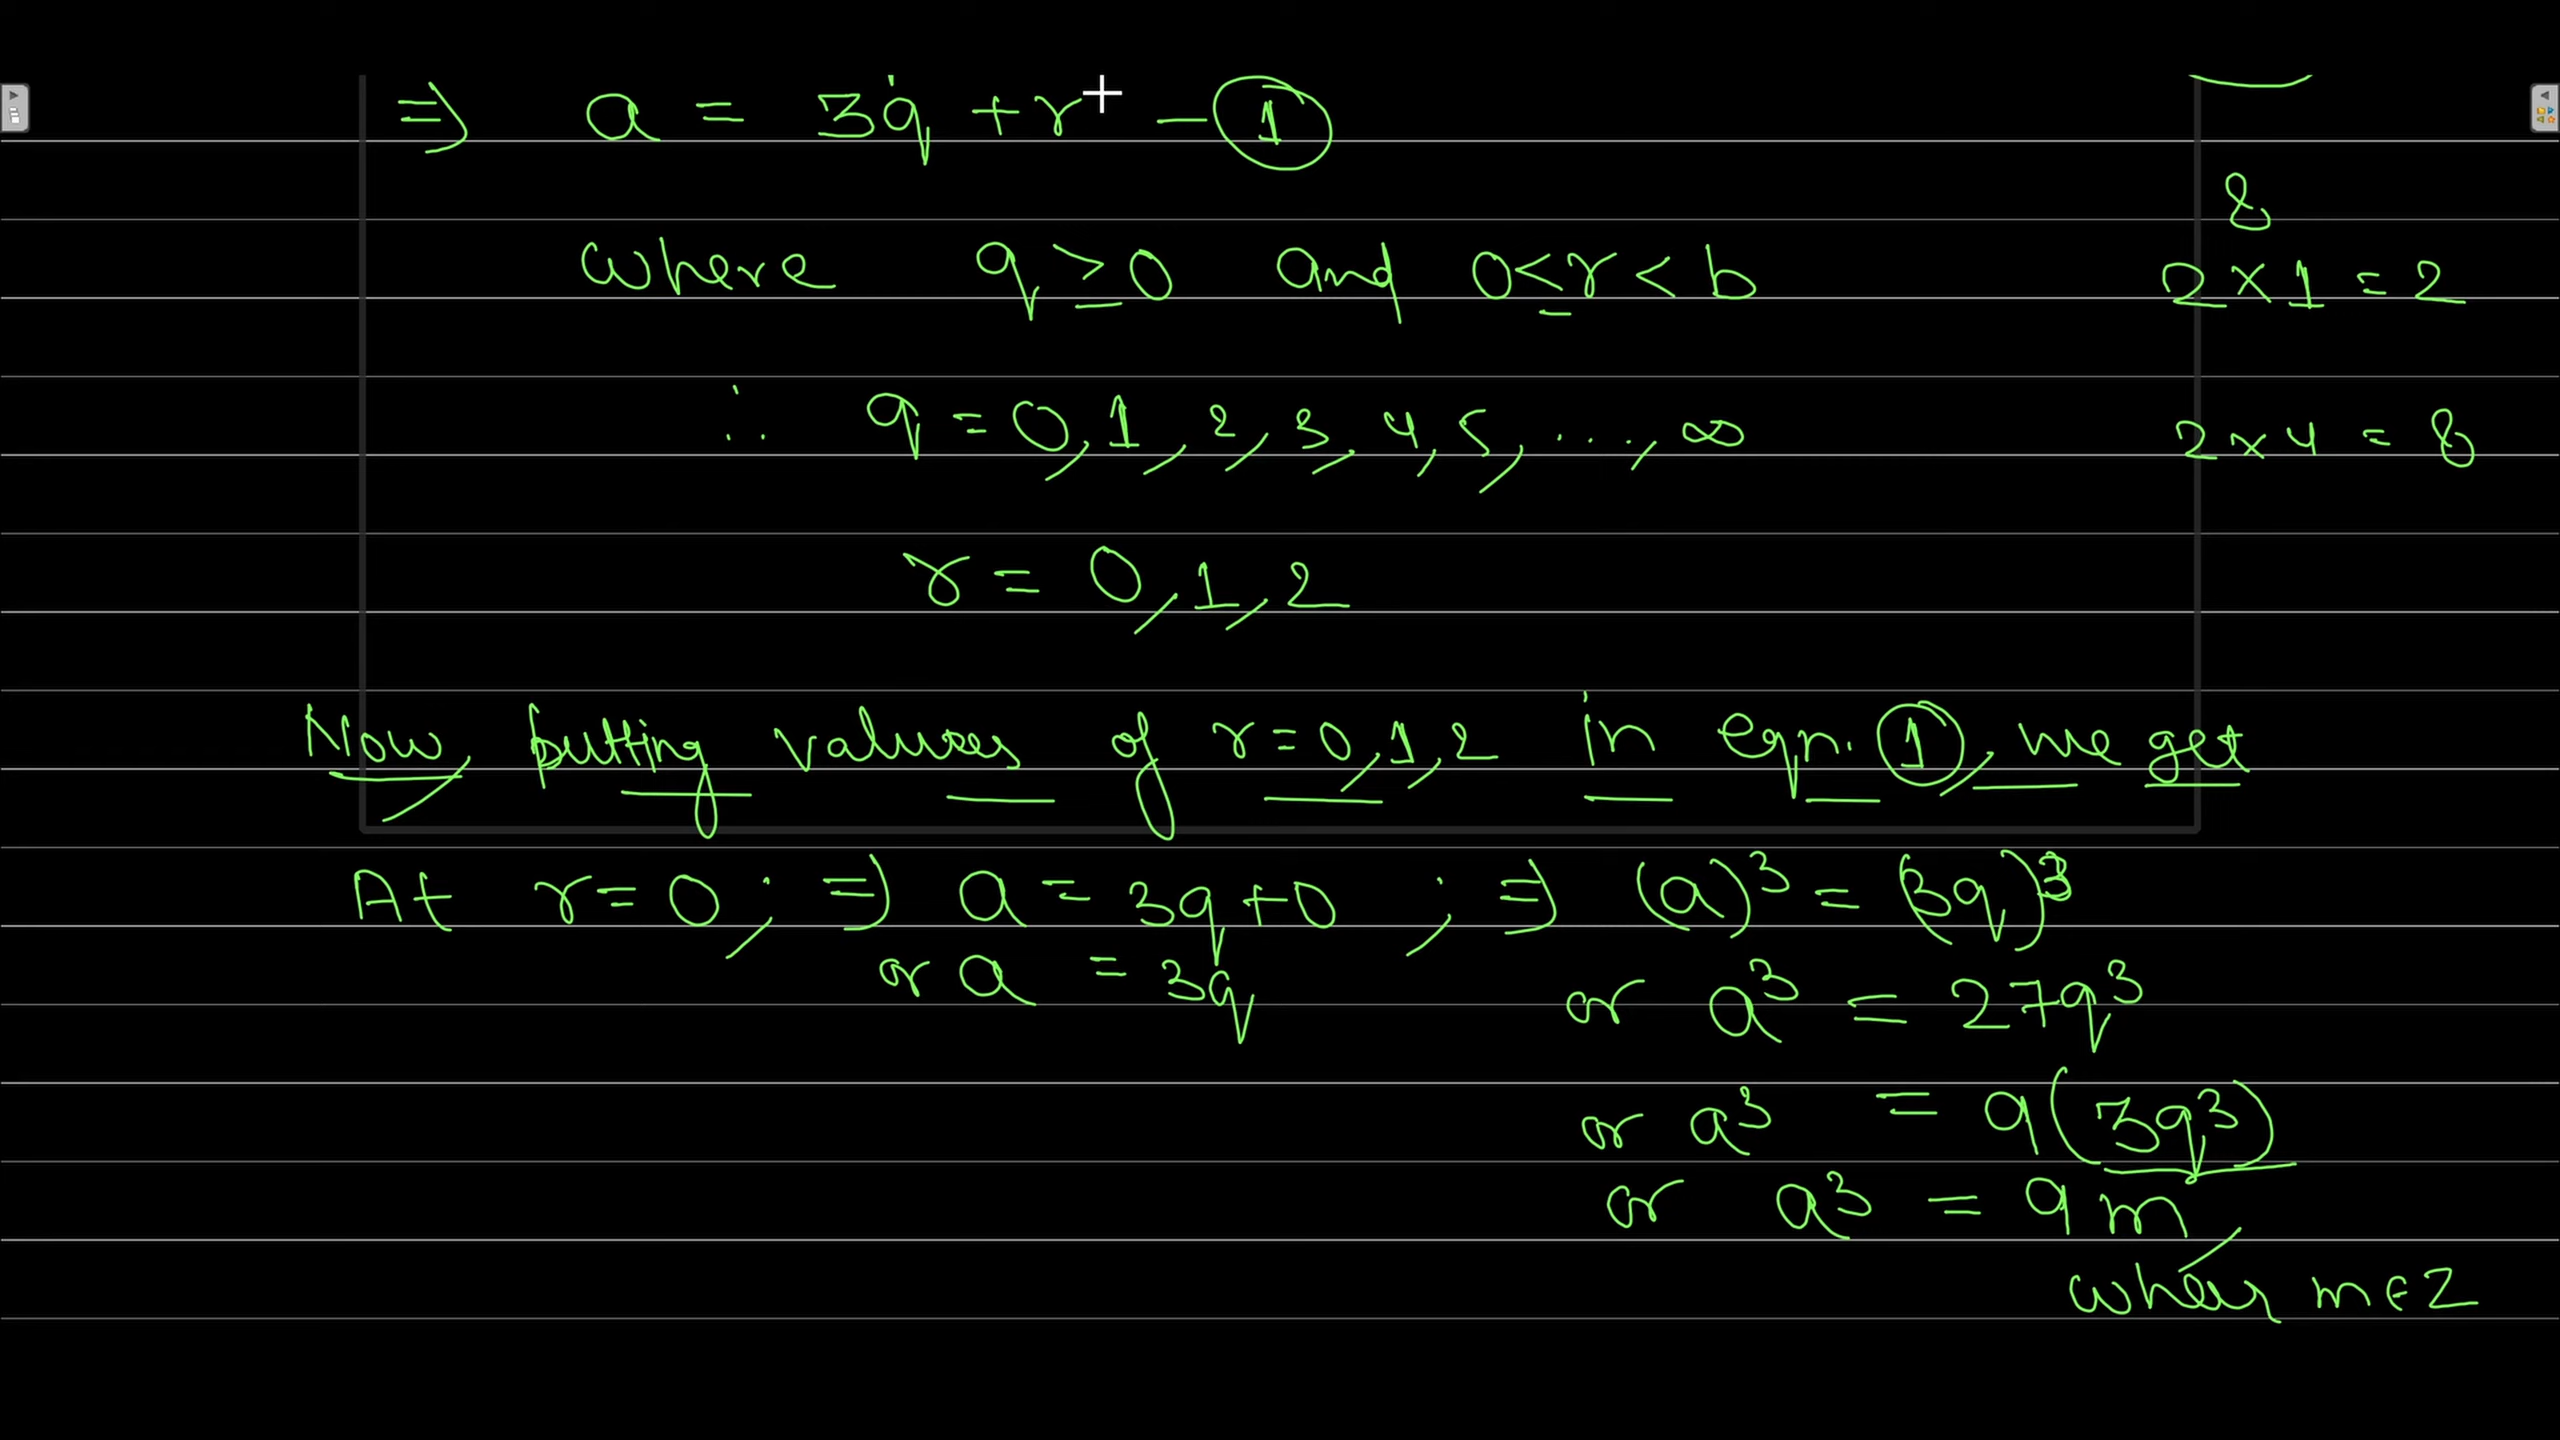 ⇒ a = 3q + r - ①
8
where q ≥ 0 and 0 ≤ r < b
2 × 1 = 2
∴ q = 0, 1, 2, 3, 4, 5, ..., ∞
2 × 4 = 8
r = 0, 1, 2
Now, putting values of r = 0, 1, 2 in eqn. ①, we get
At r = 0; ⇒ a = 3q + 0 ; ⇒ (a)³ = (3q)³
or a = 3q
or a³ = 27q³
or a³ = 9(3q³)
or a³ = 9m,
where m ∈ Z